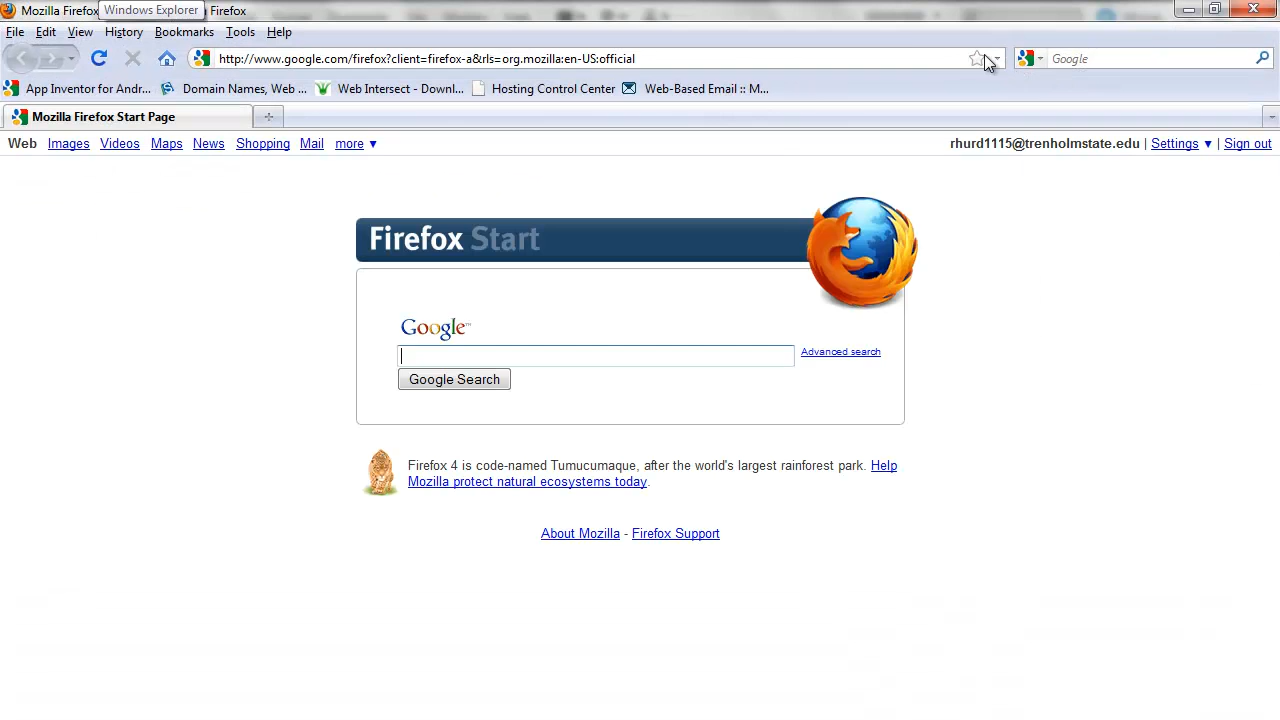 Mozilla Firefox Windows Explorer Firefox
File Edit View History Bookmarks Tools Help
http://www.google.com/firefox?client=firefox-a&rls=org.mozilla:en-US:official Google
App Inventor for Andr... Domain Names, Web ... Web Intersect - Downl... Hosting Control Center Web-Based Email :: M...
Mozilla Firefox Start Page
Web Images Videos Maps News Shopping Mail more ▼ rhurd1115@trenholmstate.edu | Settings ▼ | Sign out
Firefox Start
Google™
Advanced search
Google Search
Firefox 4 is code-named Tumucumaque, after the world's largest rainforest park. Help
Mozilla protect natural ecosystems today.
About Mozilla - Firefox Support